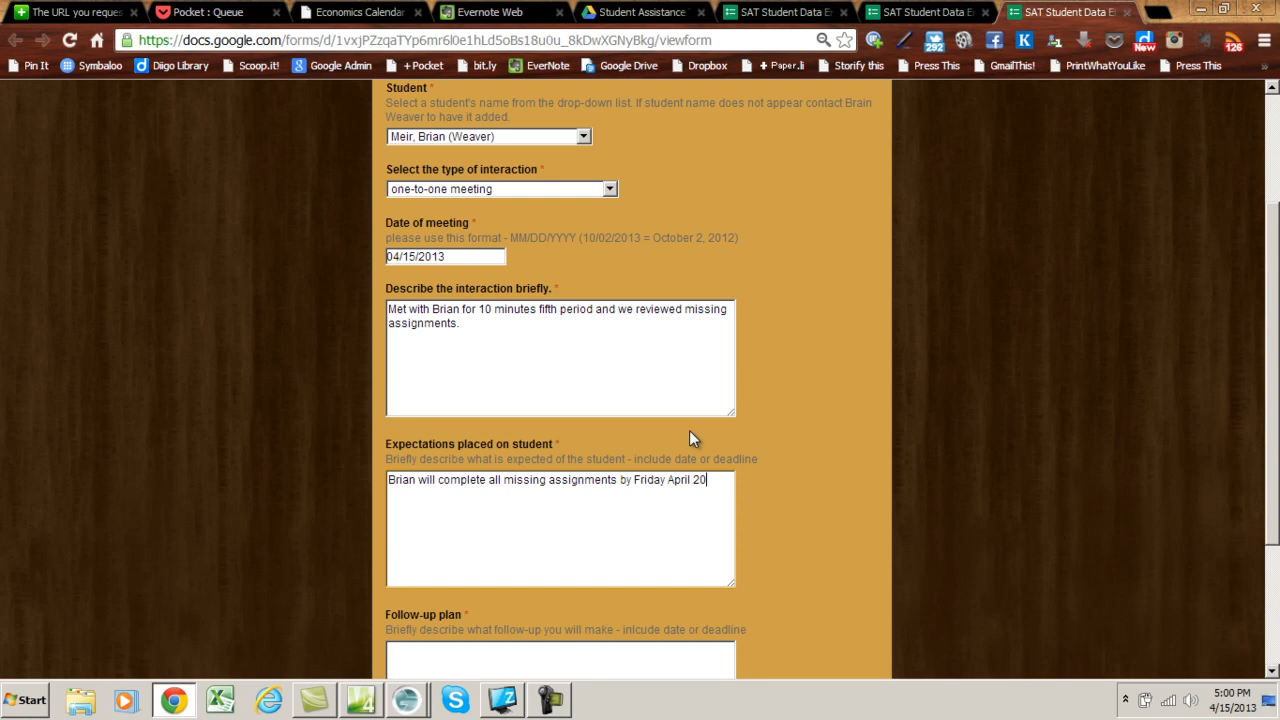 The URL you reques
Pocket : Queue
Economics Calendar
Evernote Web
Student Assistance
SAT Student Data E
SAT Student Data E
SAT Student Data E
https://docs.google.com/forms/d/1vxjPZzqaTYp6mr6l0e1hLd5oBs18u0u_8kDwXGNyBkg/viewform
292
New
126
Pin It
Symbaloo
Diigo Library
Scoop.it!
Google Admin
+ Pocket
bit.ly
EverNote
Google Drive
Dropbox
+ Paper.li
Storify this
Press This
GmailThis!
PrintWhatYouLike
Press This
Student *
Select a student's name from the drop-down list. If student name does not appear contact Brain
Weaver to have it added.
Meir, Brian (Weaver)
Select the type of interaction *
one-to-one meeting
Date of meeting *
please use this format - MM/DD/YYYY (10/02/2013 = October 2, 2012)
04/15/2013
Describe the interaction briefly. *
Met with Brian for 10 minutes fifth period and we reviewed missing
assignments.
Expectations placed on student *
Briefly describe what is expected of the student - include date or deadline
Brian will complete all missing assignments by Friday April 20
Follow-up plan *
Briefly describe what follow-up you will make - inlcude date or deadline
Start
5:00 PM
4/15/2013